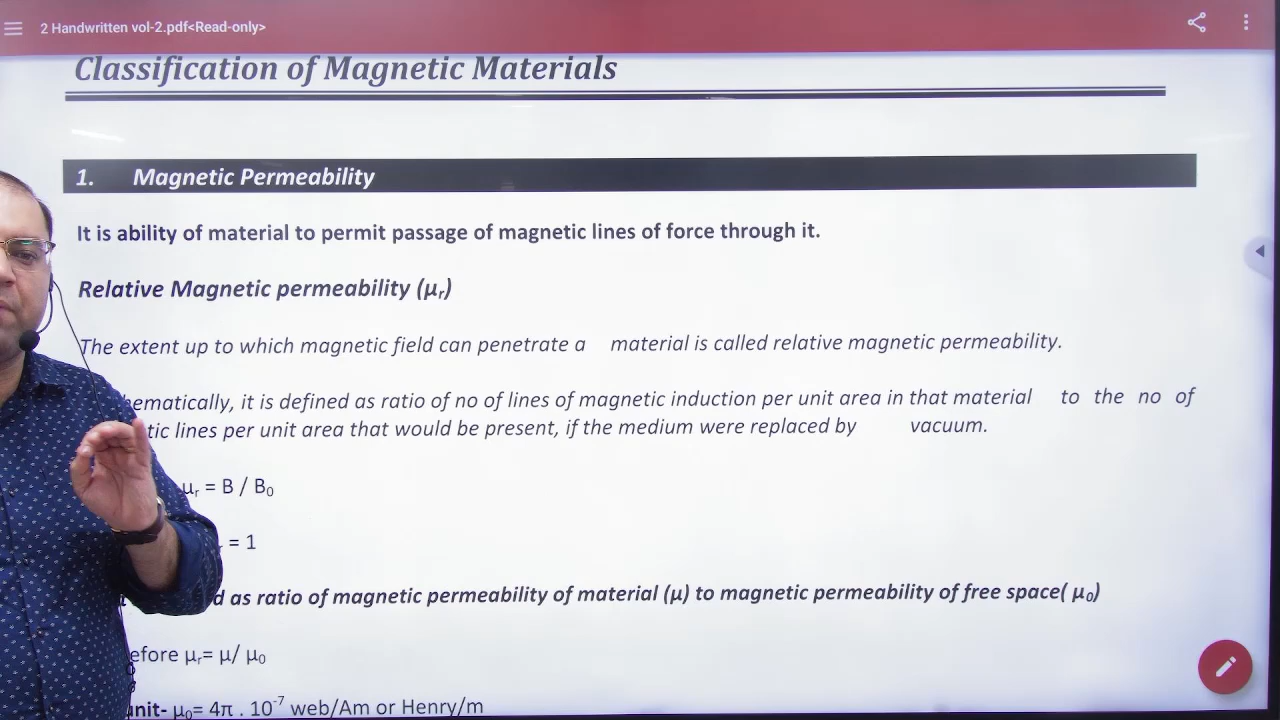 2 Handwritten vol-2.pdf<Read-only>
Classification of Magnetic Materials
1. Magnetic Permeability
It is ability of material to permit passage of magnetic lines of force through it.
Relative Magnetic permeability (μᵣ)
The extent up to which magnetic field can penetrate a material is called relative magnetic permeability.
hematically, it is defined as ratio of no of lines of magnetic induction per unit area in that material to the no of
tic lines per unit area that would be present, if the medium were replaced by vacuum.
μᵣ = B / B₀
ᵣ = 1
d as ratio of magnetic permeability of material (μ) to magnetic permeability of free space( μ₀)
efore μᵣ= μ/ μ₀
unit- μ₀= 4π . 10⁻⁷ web/Am or Henry/m